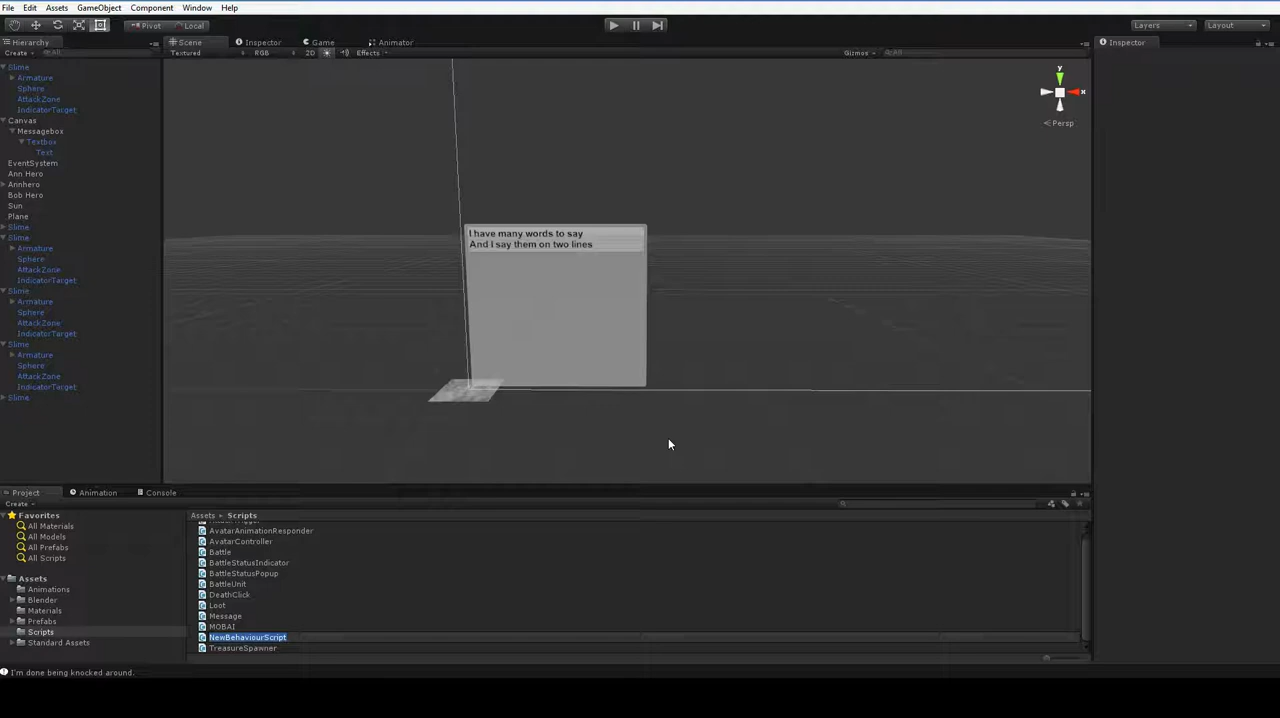 File Edit Assets GameObject Component Window Help
Pivot Local Layers Layout
Hierarchy Scene Inspector Game Animator Inspector
Create All Textured RGB 2D Effects Gizmos All
Slime
Armature
Sphere
AttackZone
IndicatorTarget
Canvas
Messagebox
Textbox
Text
EventSystem
Ann Hero
Annhero
Bob Hero
Sun
Plane
Slime
Slime
Armature
Sphere
AttackZone
IndicatorTarget
Slime
Armature
Sphere
AttackZone
IndicatorTarget
Slime
Armature
Sphere
AttackZone
IndicatorTarget
Slime
y
x
Persp
I have many words to say
And I say them on two lines
Project Animation Console
Create
Favorites
All Materials
All Models
All Prefabs
All Scripts
Assets
Animations
Blender
Materials
Prefabs
Scripts
Standard Assets
Assets Scripts
AvatarAnimationResponder
AvatarController
Battle
BattleStatusIndicator
BattleStatusPopup
BattleUnit
DeathClick
Loot
Message
MOBAI
NewBehaviourScript
TreasureSpawner
I'm done being knocked around.